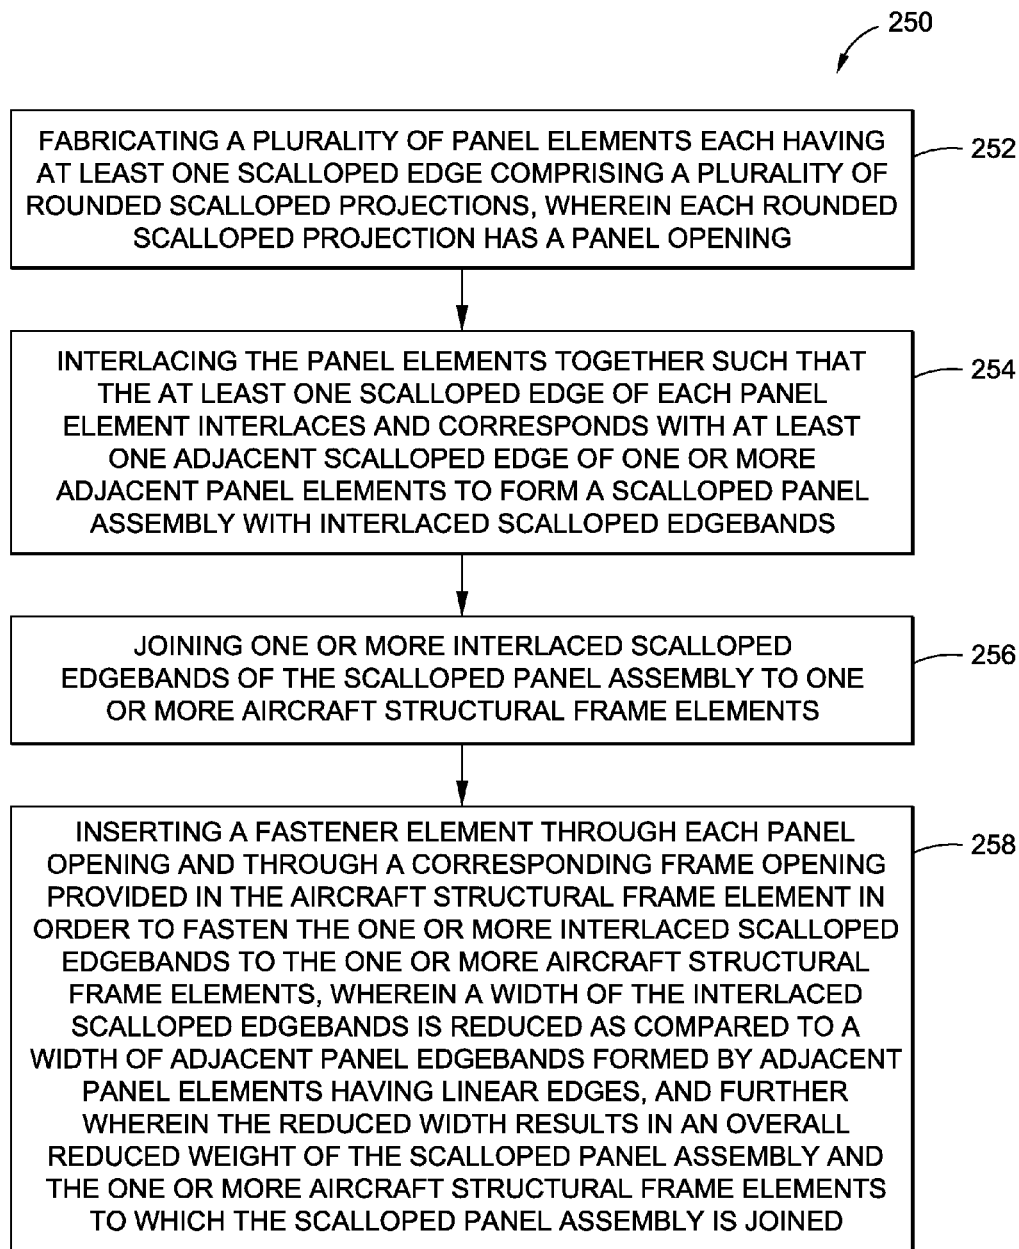 250
FABRICATING A PLURALITY OF PANEL ELEMENTS EACH HAVING
AT LEAST ONE SCALLOPED EDGE COMPRISING A PLURALITY OF
ROUNDED SCALLOPED PROJECTIONS, WHEREIN EACH ROUNDED
SCALLOPED PROJECTION HAS A PANEL OPENING
252
INTERLACING THE PANEL ELEMENTS TOGETHER SUCH THAT
THE AT LEAST ONE SCALLOPED EDGE OF EACH PANEL
ELEMENT INTERLACES AND CORRESPONDS WITH AT LEAST
ONE ADJACENT SCALLOPED EDGE OF ONE OR MORE
ADJACENT PANEL ELEMENTS TO FORM A SCALLOPED PANEL
ASSEMBLY WITH INTERLACED SCALLOPED EDGEBANDS
254
JOINING ONE OR MORE INTERLACED SCALLOPED
EDGEBANDS OF THE SCALLOPED PANEL ASSEMBLY TO ONE
OR MORE AIRCRAFT STRUCTURAL FRAME ELEMENTS
256
INSERTING A FASTENER ELEMENT THROUGH EACH PANEL
OPENING AND THROUGH A CORRESPONDING FRAME OPENING
PROVIDED IN THE AIRCRAFT STRUCTURAL FRAME ELEMENT IN
ORDER TO FASTEN THE ONE OR MORE INTERLACED SCALLOPED
EDGEBANDS TO THE ONE OR MORE AIRCRAFT STRUCTURAL
FRAME ELEMENTS, WHEREIN A WIDTH OF THE INTERLACED
SCALLOPED EDGEBANDS IS REDUCED AS COMPARED TO A
WIDTH OF ADJACENT PANEL EDGEBANDS FORMED BY ADJACENT
PANEL ELEMENTS HAVING LINEAR EDGES, AND FURTHER
WHEREIN THE REDUCED WIDTH RESULTS IN AN OVERALL
REDUCED WEIGHT OF THE SCALLOPED PANEL ASSEMBLY AND
THE ONE OR MORE AIRCRAFT STRUCTURAL FRAME ELEMENTS
TO WHICH THE SCALLOPED PANEL ASSEMBLY IS JOINED
258